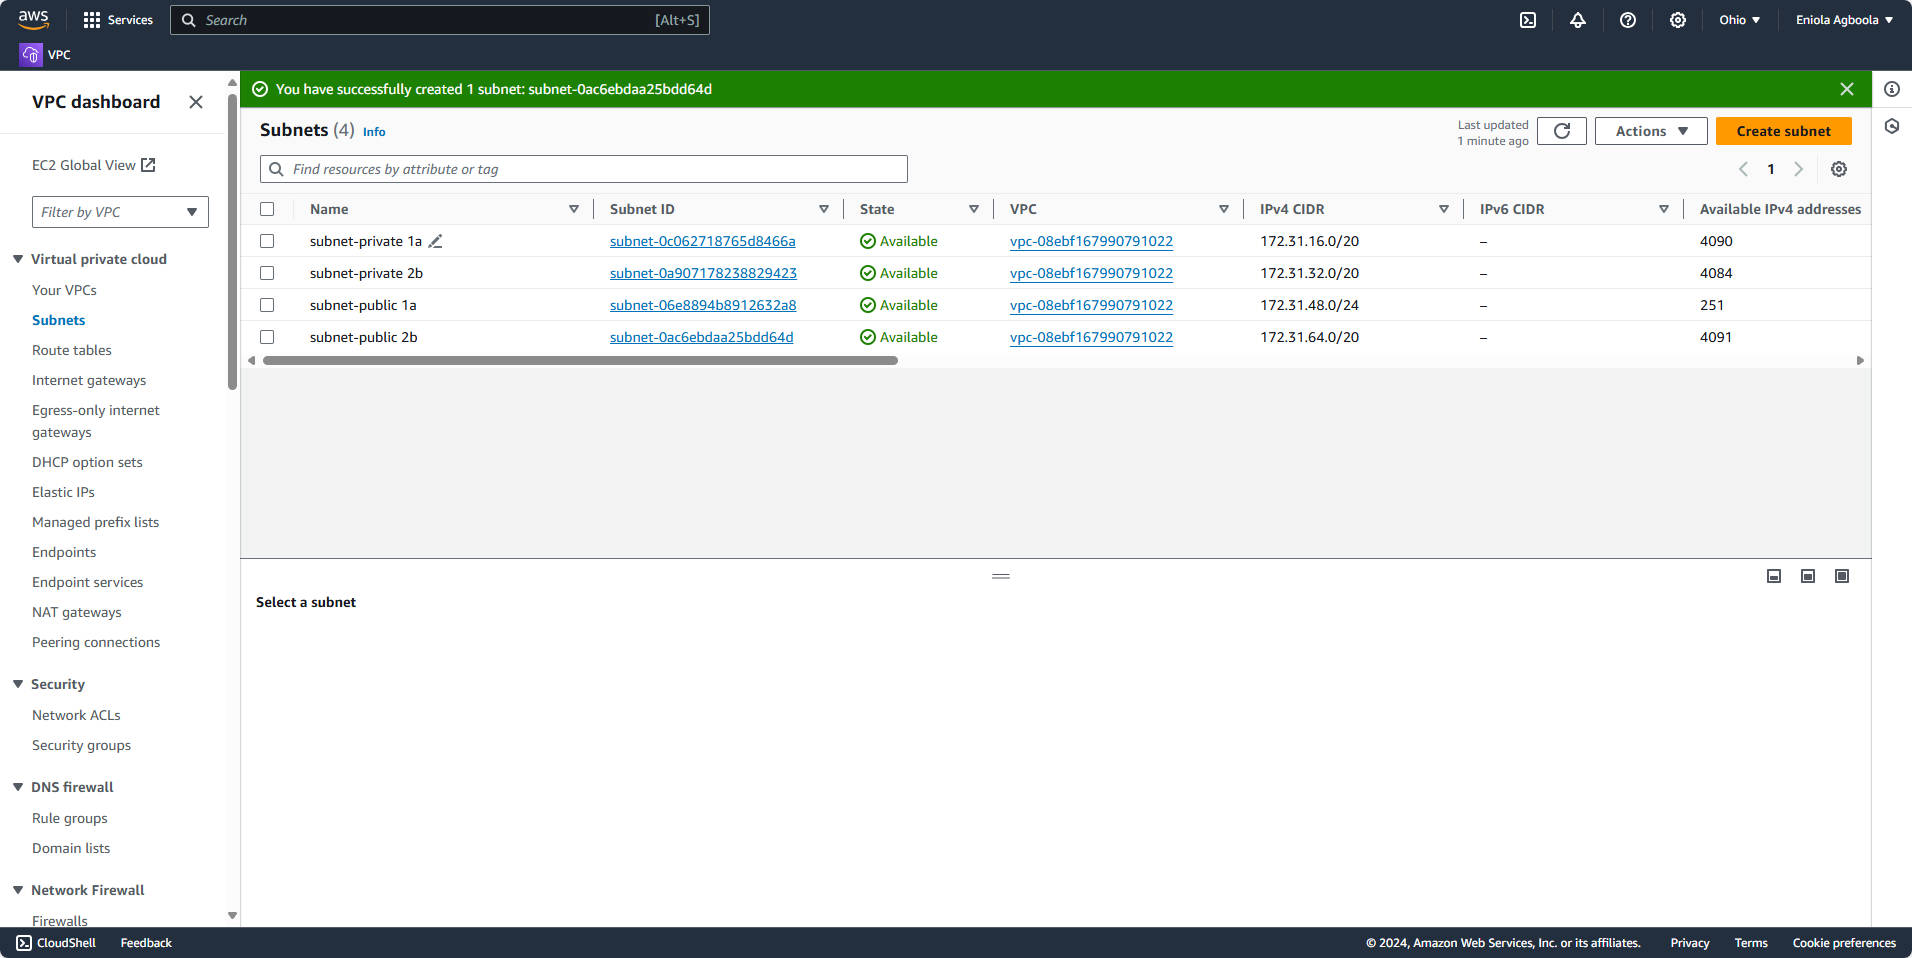 aws Services Search [Alt+S] Ohio Eniola Agboola
VPC
VPC dashboard
EC2 Global View
Filter by VPC
Virtual private cloud
Your VPCs
Subnets
Route tables
Internet gateways
Egress-only internet
gateways
DHCP option sets
Elastic IPs
Managed prefix lists
Endpoints
Endpoint services
NAT gateways
Peering connections
Security
Network ACLs
Security groups
DNS firewall
Rule groups
Domain lists
Network Firewall
Firewalls
You have successfully created 1 subnet: subnet-0ac6ebdaa25bdd64d
Subnets (4) Info
Last updated
1 minute ago
Actions
Create subnet
Find resources by attribute or tag
1
Name Subnet ID State VPC IPv4 CIDR IPv6 CIDR Available IPv4 addresses
subnet-private 1a subnet-0c062718765d8466a Available vpc-08ebf167990791022 172.31.16.0/20 – 4090
subnet-private 2b subnet-0a907178238829423 Available vpc-08ebf167990791022 172.31.32.0/20 – 4084
subnet-public 1a subnet-06e8894b8912632a8 Available vpc-08ebf167990791022 172.31.48.0/24 – 251
subnet-public 2b subnet-0ac6ebdaa25bdd64d Available vpc-08ebf167990791022 172.31.64.0/20 – 4091
Select a subnet
CloudShell Feedback © 2024, Amazon Web Services, Inc. or its affiliates. Privacy Terms Cookie preferences